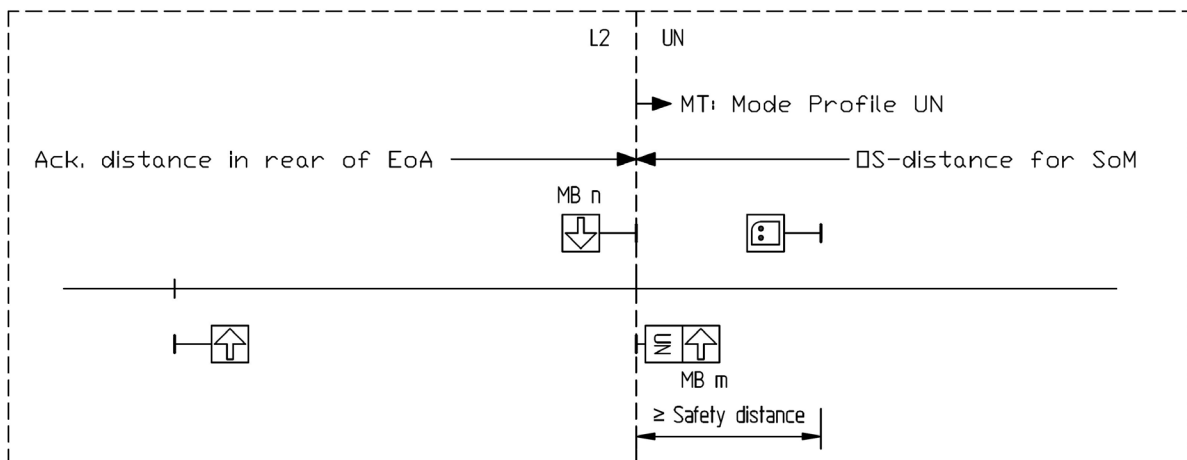 L2
UN
MT: Mode Profile UN
Ack. distance in rear of EoA
OS-distance for SoM
MB n
UN
MB m
≥ Safety distance